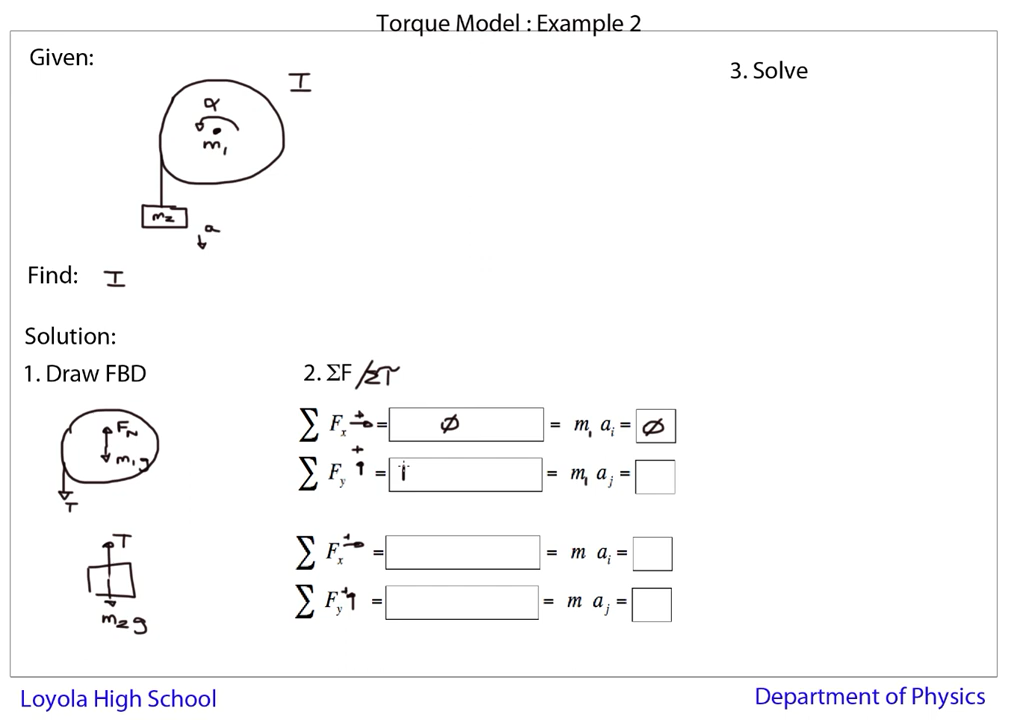 Torque Model : Example 2
Given:
I
3. Solve
α
m₁
m₂
a
Find: I
Solution:
1. Draw FBD
2. ΣF /Στ
F_N
m₁g
T
∑ F_x + = ∅ = m₁ a_i = ∅
∑ F_y + = = m₁ a_j =
T
m₂g
∑ F_x + = = m a_i =
∑ F_y + = = m a_j =
Loyola High School
Department of Physics